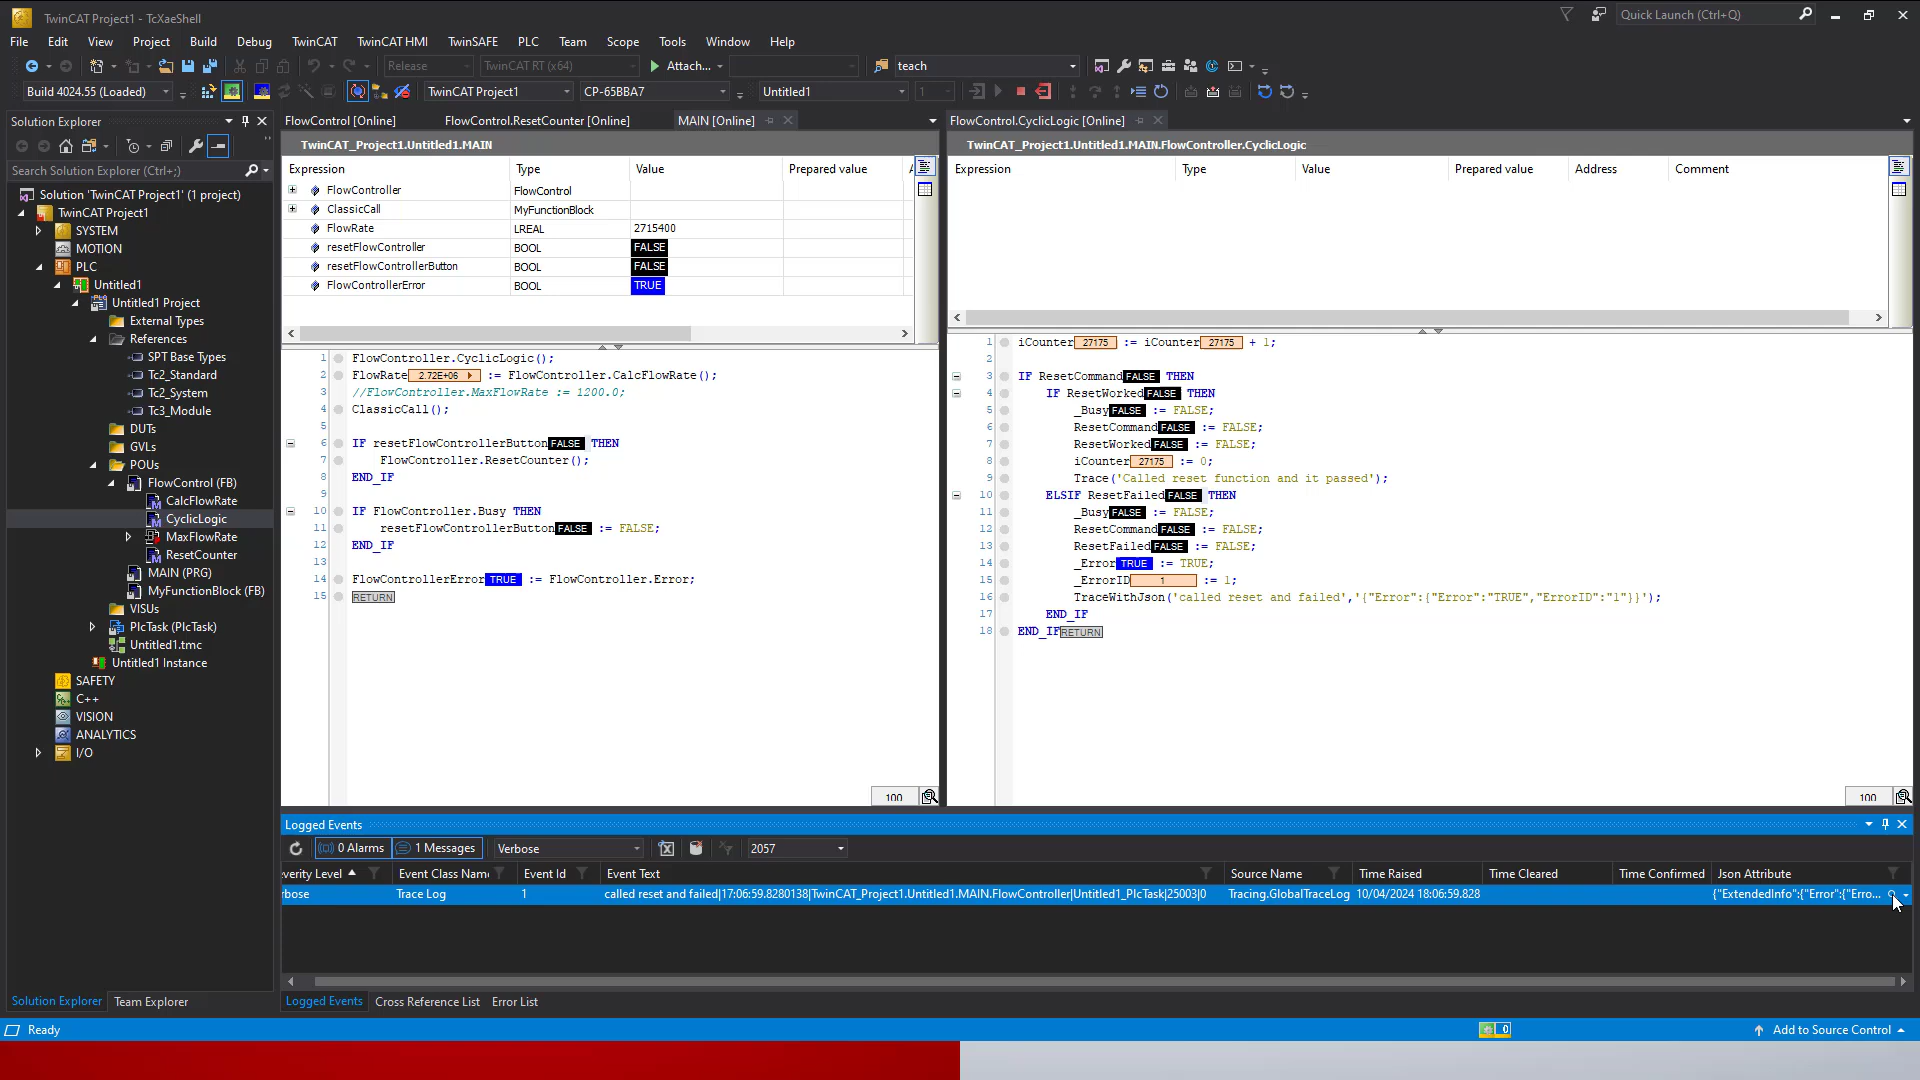 TwinCAT Project1 - TcXaeShell
Quick Launch (Ctrl+Q)
File Edit View Project Build Debug TwinCAT TwinCAT HMI TwinSAFE PLC Team Scope Tools Window Help
Release TwinCAT RT (x64) Attach... teach
Build 4024.55 (Loaded) TwinCAT Project1 CP-65BBA7 Untitled1 1
Solution Explorer
Search Solution Explorer (Ctrl+;)
Solution 'TwinCAT Project1' (1 project)
TwinCAT Project1
SYSTEM
MOTION
PLC
Untitled1
Untitled1 Project
External Types
References
SPT Base Types
Tc2_Standard
Tc2_System
Tc3_Module
DUTs
GVLs
POUs
FlowControl (FB)
CalcFlowRate
CyclicLogic
MaxFlowRate
ResetCounter
MAIN (PRG)
MyFunctionBlock (FB)
VISUs
PlcTask (PlcTask)
Untitled1.tmc
Untitled1 Instance
SAFETY
C++
VISION
ANALYTICS
I/O
Solution Explorer Team Explorer
FlowControl [Online] FlowControl.ResetCounter [Online] MAIN [Online]
TwinCAT_Project1.Untitled1.MAIN
Expression Type Value Prepared value
FlowController FlowControl
ClassicCall MyFunctionBlock
FlowRate LREAL 2715400
resetFlowController BOOL FALSE
resetFlowControllerButton BOOL FALSE
FlowControllerError BOOL TRUE
1 FlowController.CyclicLogic();
2 FlowRate 2.72E+06 := FlowController.CalcFlowRate();
3 //FlowController.MaxFlowRate := 1200.0;
4 ClassicCall();
5
6 IF resetFlowControllerButton FALSE THEN
7 FlowController.ResetCounter();
8 END_IF
9
10 IF FlowController.Busy THEN
11 resetFlowControllerButton FALSE := FALSE;
12 END_IF
13
14 FlowControllerError TRUE := FlowController.Error;
15 RETURN
100
FlowControl.CyclicLogic [Online]
TwinCAT_Project1.Untitled1.MAIN.FlowController.CyclicLogic
Expression Type Value Prepared value Address Comment
1 iCounter 27175 := iCounter 27175 + 1;
2
3 IF ResetCommand FALSE THEN
4 IF ResetWorked FALSE THEN
5 _Busy FALSE := FALSE;
6 ResetCommand FALSE := FALSE;
7 ResetWorked FALSE := FALSE;
8 iCounter 27175 := 0;
9 Trace('Called reset function and it passed');
10 ELSIF ResetFailed FALSE THEN
11 _Busy FALSE := FALSE;
12 ResetCommand FALSE := FALSE;
13 ResetFailed FALSE := FALSE;
14 _Error TRUE := TRUE;
15 _ErrorID 1 := 1;
16 TraceWithJson('called reset and failed','{"Error":{"Error":"TRUE","ErrorID":"1"}}');
17 END_IF
18 END_IF RETURN
100
Logged Events
0 Alarms 1 Messages Verbose 2057
verity Level Event Class Nam Event Id Event Text Source Name Time Raised Time Cleared Time Confirmed Json Attribute
rbose Trace Log 1 called reset and failed|17:06:59.8280138|TwinCAT_Project1.Untitled1.MAIN.FlowController|Untitled1_PlcTask|25003|0 Tracing.GlobalTraceLog 10/04/2024 18:06:59.828 {"ExtendedInfo":{"Error":{"Erro...
Logged Events Cross Reference List Error List
Ready 0 Add to Source Control